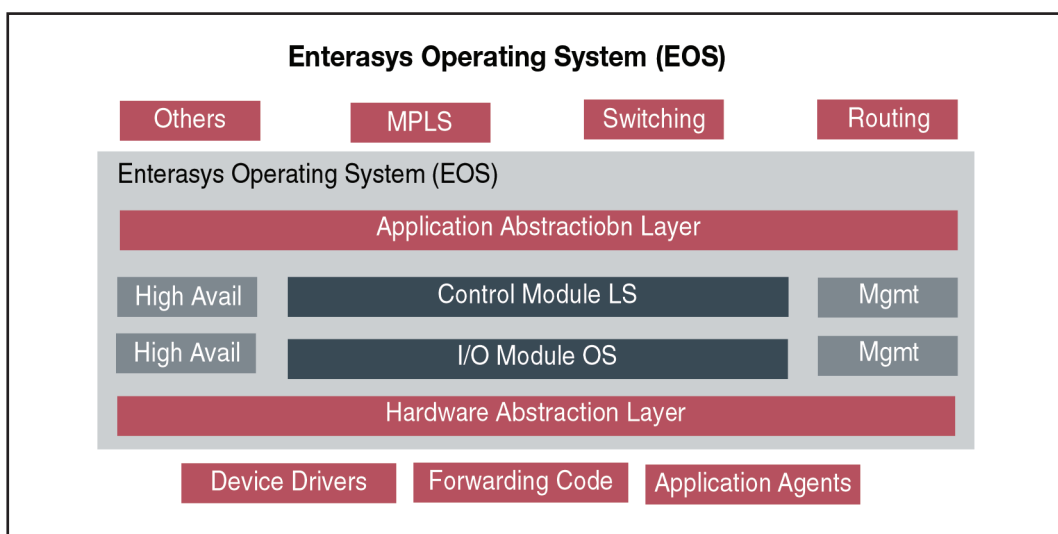 Enterasys Operating System (EOS)
Others MPLS Switching Routing
Enterasys Operating System (EOS)
Application Abstractiobn Layer
High Avail Control Module LS Mgmt
High Avail I/O Module OS Mgmt
Hardware Abstraction Layer
Device Drivers Forwarding Code Application Agents